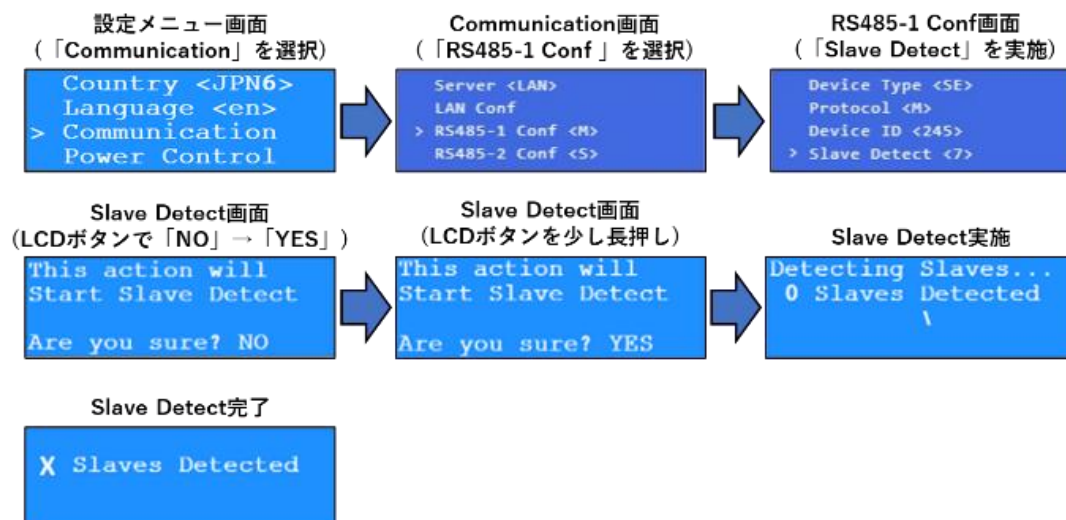 設定メニュー画面
(「Communication」を選択)
Country <JPN6>
Language <en>
> Communication
Power Control
Communication画面
(「RS485-1 Conf 」を選択)
Server <LAN>
LAN Conf
> RS485-1 Conf <M>
RS485-2 Conf <S>
RS485-1 Conf画面
(「Slave Detect」を実施)
Device Type <SE>
Protocol <M>
Device ID <245>
> Slave Detect <7>
Slave Detect画面
(LCDボタンで「NO」→「YES」)
This action will
Start Slave Detect
Are you sure? NO
Slave Detect画面
(LCDボタンを少し長押し)
This action will
Start Slave Detect
Are you sure? YES
Slave Detect実施
Detecting Slaves...
0 Slaves Detected
\
Slave Detect完了
X Slaves Detected